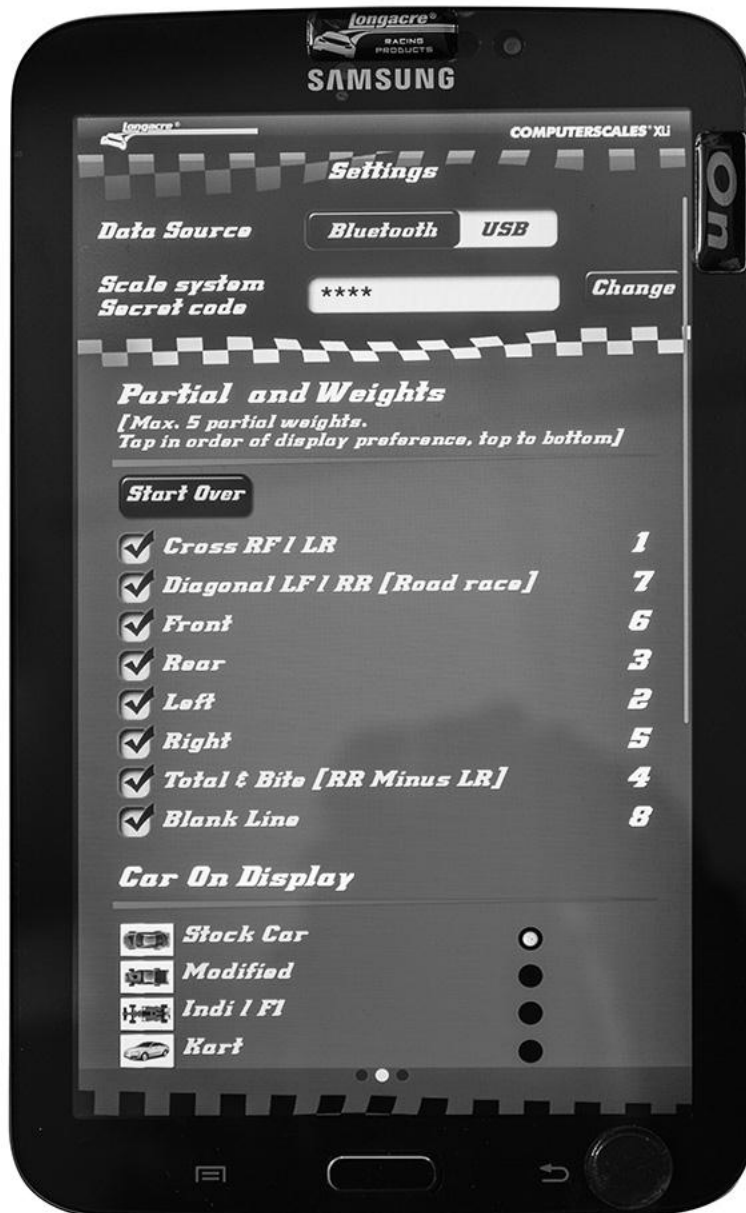 longacre®
RACING
PRODUCTS
SAMSUNG
longacre®
COMPUTERSCALES® XLi
Settings
On
Data Source
Bluetooth
USB
Scale system
Secret code
****
Change
Partial and Weights
[Max. 5 partial weights.
Tap in order of display preference, top to bottom]
Start Over
Cross RF / LR 1
Diagonal LF / RR [Road race] 7
Front 6
Rear 3
Left 2
Right 5
Total & Bite [RR Minus LR] 4
Blank Line 8
Car On Display
Stock Car
Modified
Indi / F1
Kart